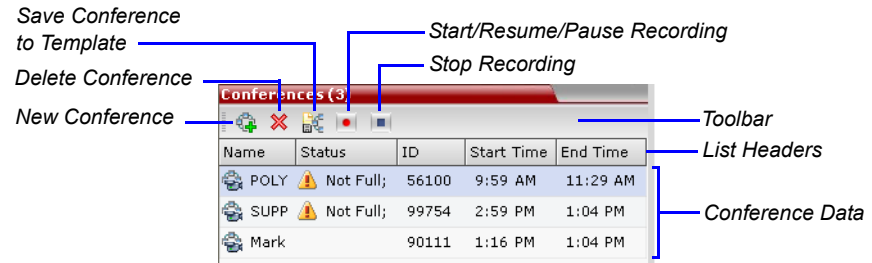 Save Conference
to Template
Start/Resume/Pause Recording
Delete Conference
Stop Recording
New Conference
Conferences (3)
Toolbar
Name Status ID Start Time End Time
List Headers
POLY Not Full; 56100 9:59 AM 11:29 AM
SUPP Not Full; 99754 2:59 PM 1:04 PM
Conference Data
Mark 90111 1:16 PM 1:04 PM